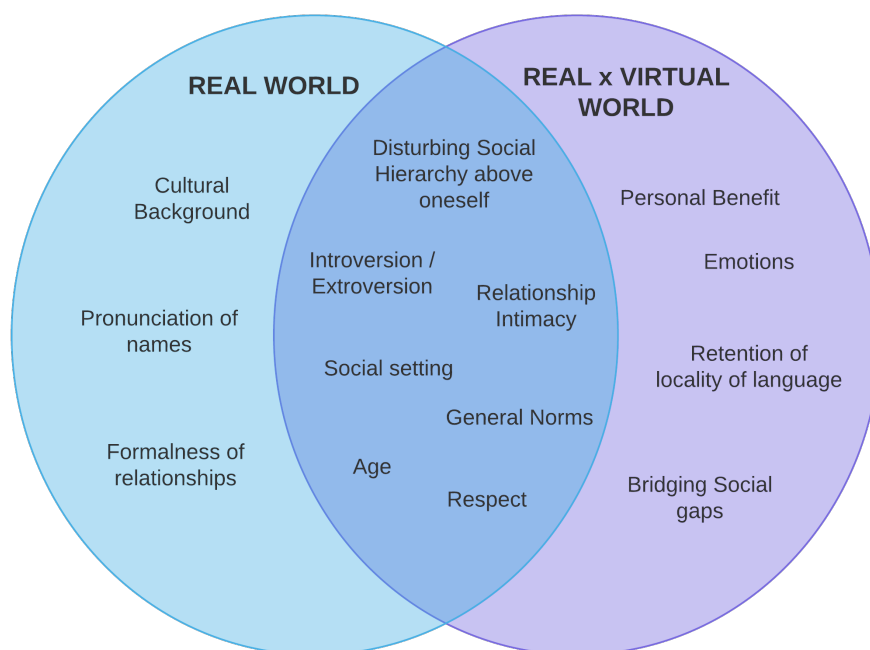 REAL WORLD
REAL x VIRTUAL
WORLD
Cultural
Background
Pronunciation of
names
Formalness of
relationships
Disturbing Social
Hierarchy above
oneself
Introversion /
Extroversion
Relationship
Intimacy
Social setting
General Norms
Age
Respect
Personal Benefit
Emotions
Retention of
locality of language
Bridging Social
gaps